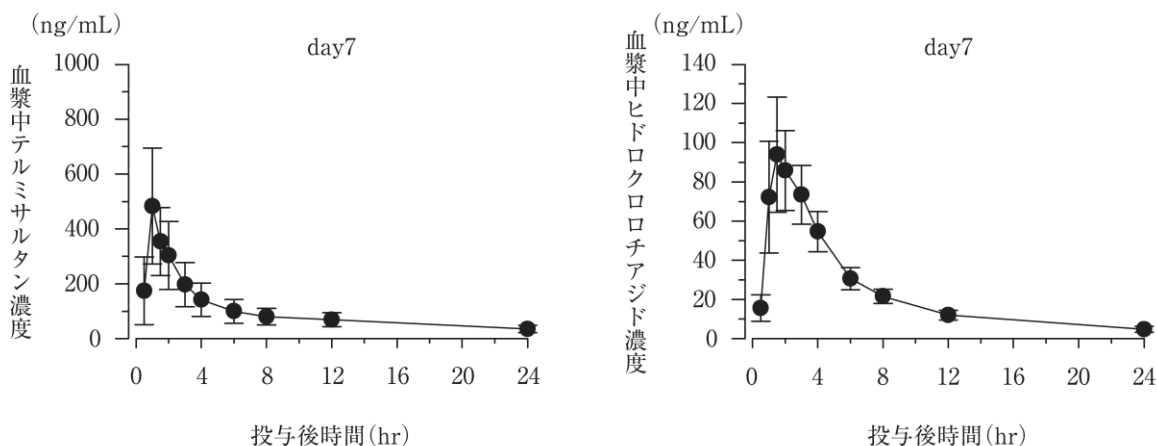 (ng/mL)
day7
血漿中テルミサルタン濃度
1000
800
600
400
200
0
0 4 8 12 16 20 24
投与後時間(hr)
(ng/mL)
day7
血漿中ヒドロクロロチアジド濃度
140
120
100
80
60
40
20
0
0 4 8 12 16 20 24
投与後時間(hr)